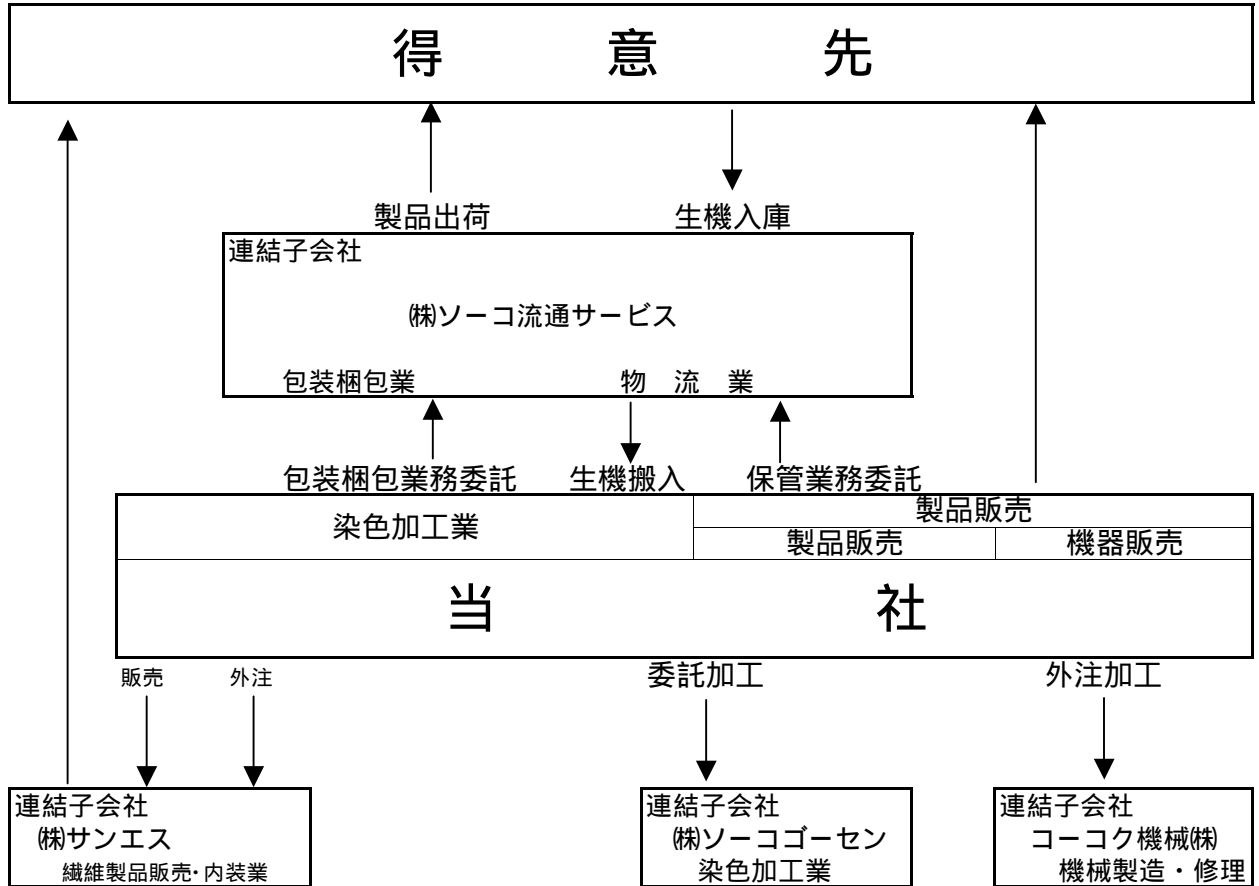 得 意 先
製品出荷 生機入庫
連結子会社
㈱ソーコ流通サービス
包装梱包業 物 流 業
包装梱包業務委託 生機搬入 保管業務委託
染色加工業 製品販売
製品販売 機器販売
当 社
販売 外注 委託加工 外注加工
連結子会社
㈱サンエス
繊維製品販売・内装業
連結子会社
㈱ソーコゴーセン
染色加工業
連結子会社
コーコク機械㈱
機械製造・修理